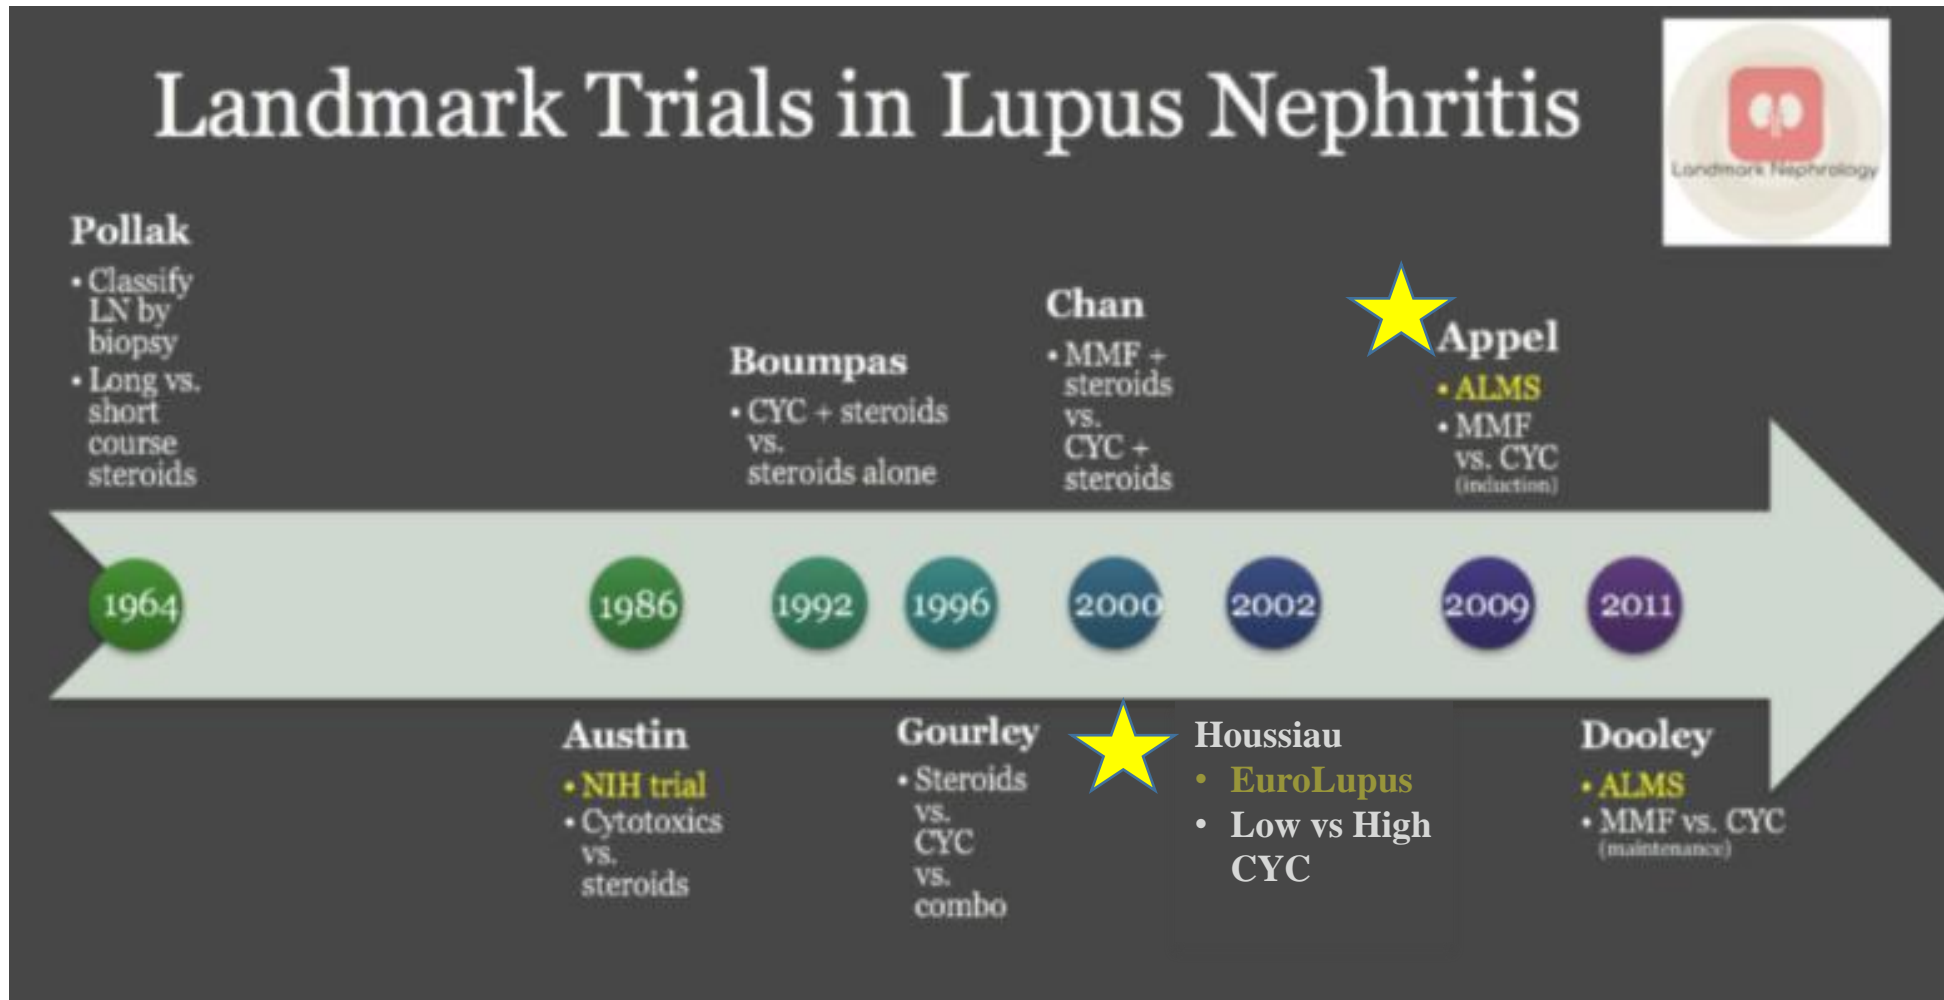 Landmark Trials in Lupus Nephritis
Landmark Nephrology
Pollak
• Classify
LN by
biopsy
• Long vs.
short
course
steroids
Boumpas
• CYC + steroids
vs.
steroids alone
Chan
• MMF +
steroids
vs.
CYC +
steroids
Appel
• ALMS
• MMF
vs. CYC
(induction)
1964
1986
1992
1996
2000
2002
2009
2011
Austin
• NIH trial
• Cytotoxics
vs.
steroids
Gourley
• Steroids
vs.
CYC
vs.
combo
Houssiau
• EuroLupus
• Low vs High
CYC
Dooley
• ALMS
• MMF vs. CYC
(maintenance)